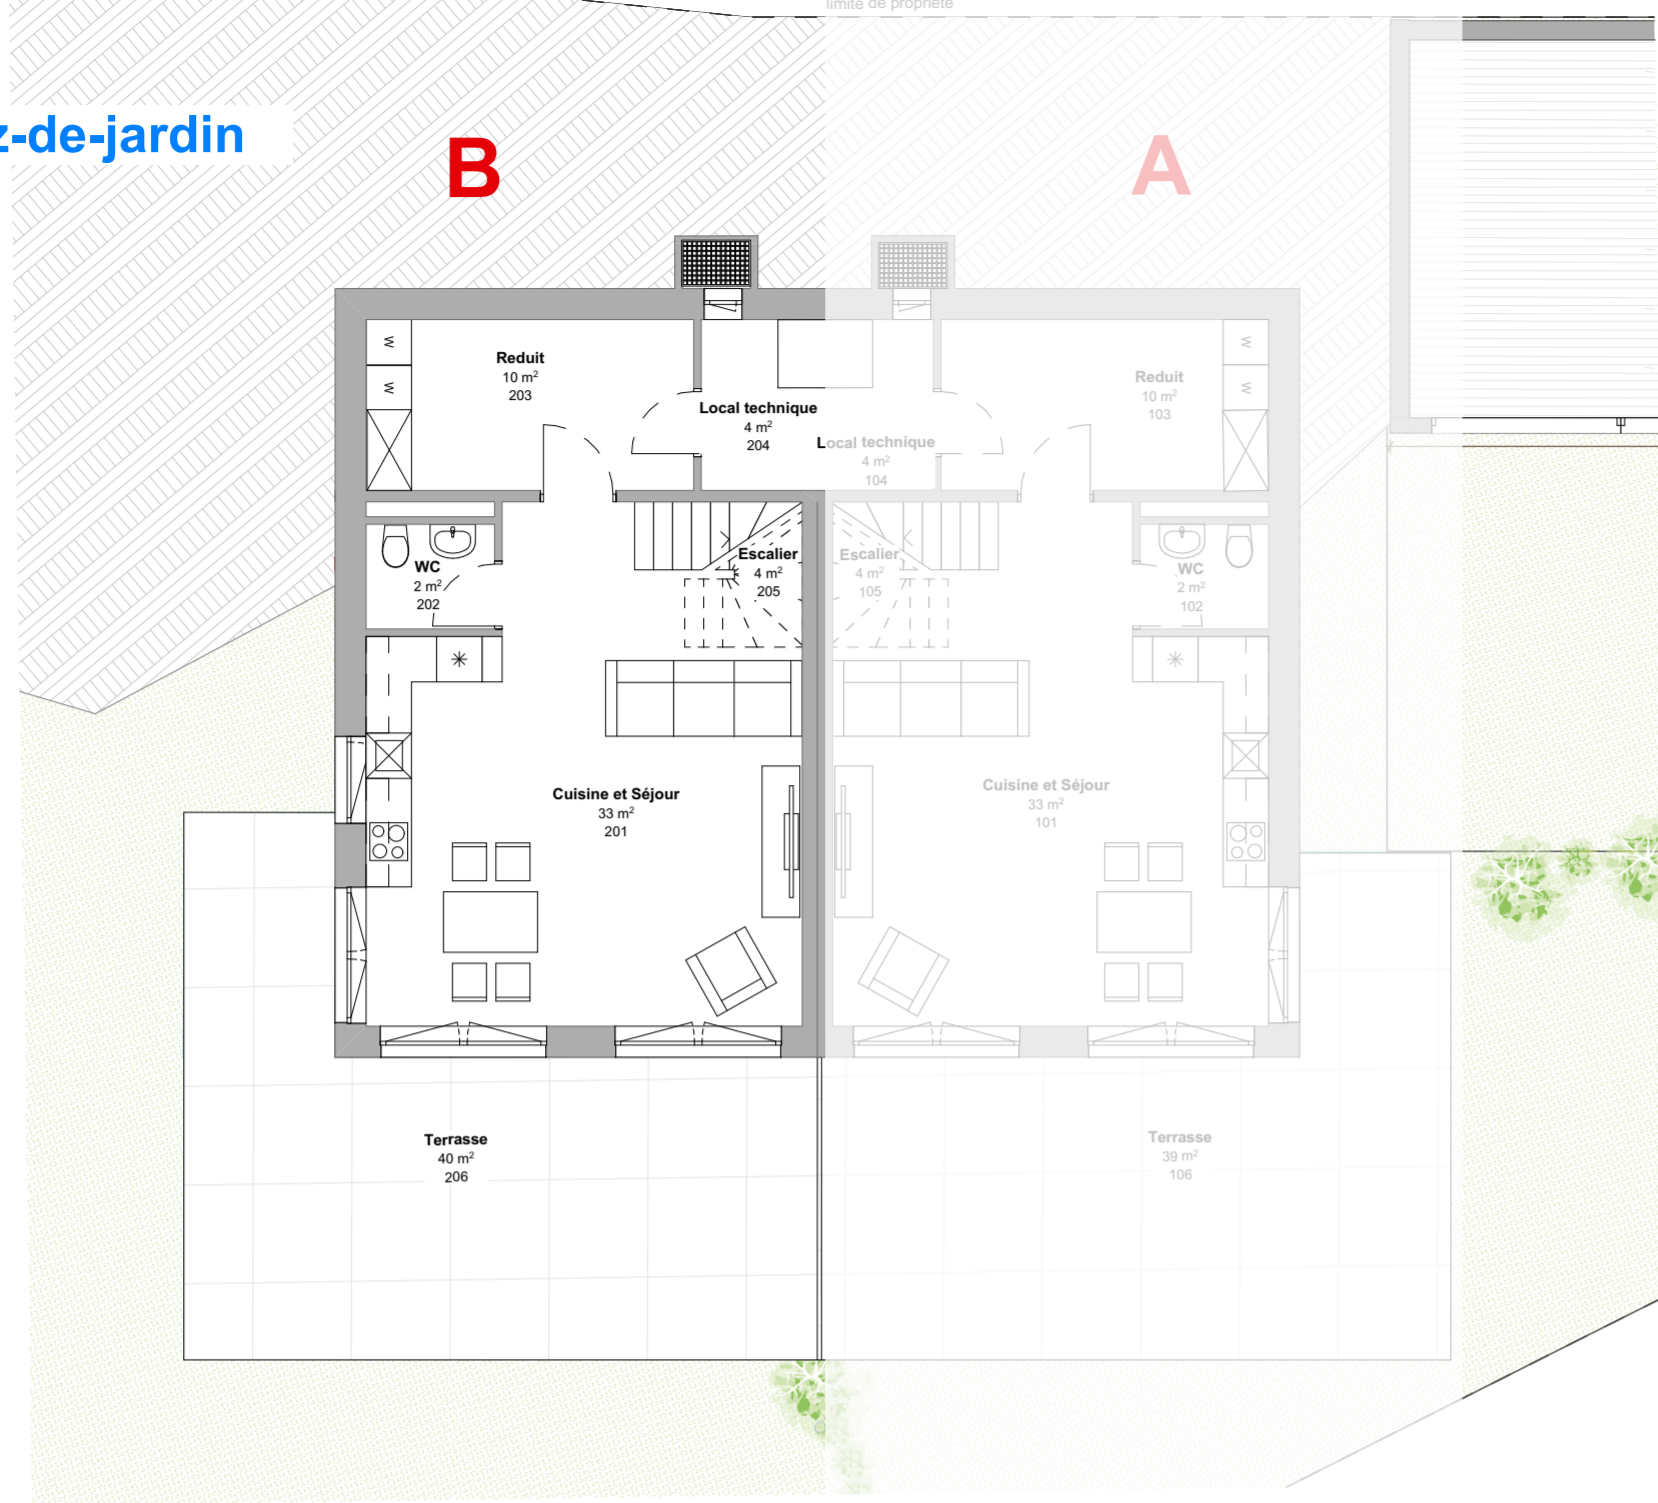 limite de propriété
z-de-jardin
B
A
Reduit
10 m²
203
W
W
Local technique
4 m²
204
Local technique
4 m²
104
Reduit
10 m²
103
W
W
WC
2 m²
202
Escalier
4 m²
205
Escalier
4 m²
105
WC
2 m²
102
Cuisine et Séjour
33 m²
201
Cuisine et Séjour
33 m²
101
Terrasse
40 m²
206
Terrasse
39 m²
106